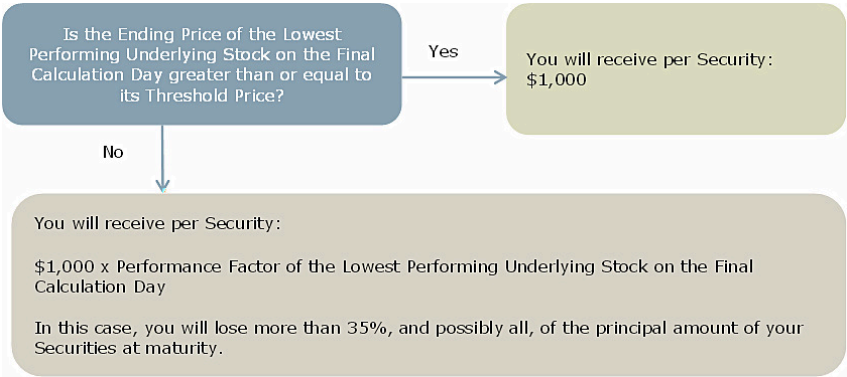 Is the Ending Price of the Lowest
Performing Underlying Stock on the Final
Calculation Day greater than or equal to
its Threshold Price?
Yes
You will receive per Security:
$1,000
No
You will receive per Security:
$1,000 x Performance Factor of the Lowest Performing Underlying Stock on the Final
Calculation Day
In this case, you will lose more than 35%, and possibly all, of the principal amount of your
Securities at maturity.